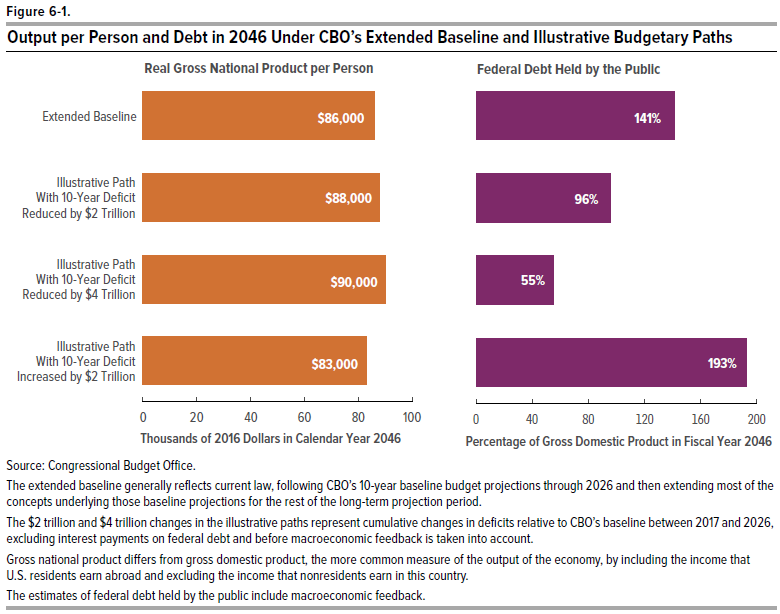 Figure 6-1.
Output per Person and Debt in 2046 Under CBO’s Extended Baseline and Illustrative Budgetary Paths
Real Gross National Product per Person
Federal Debt Held by the Public
Extended Baseline
$86,000
141%
Illustrative Path
With 10-Year Deficit
Reduced by $2 Trillion
$88,000
96%
Illustrative Path
With 10-Year Deficit
Reduced by $4 Trillion
$90,000
55%
Illustrative Path
With 10-Year Deficit
Increased by $2 Trillion
$83,000
193%
0 20 40 60 80 100
Thousands of 2016 Dollars in Calendar Year 2046
0 40 80 120 160 200
Percentage of Gross Domestic Product in Fiscal Year 2046
Source: Congressional Budget Office.
The extended baseline generally reflects current law, following CBO’s 10-year baseline budget projections through 2026 and then extending most of the
concepts underlying those baseline projections for the rest of the long-term projection period.
The $2 trillion and $4 trillion changes in the illustrative paths represent cumulative changes in deficits relative to CBO’s baseline between 2017 and 2026,
excluding interest payments on federal debt and before macroeconomic feedback is taken into account.
Gross national product differs from gross domestic product, the more common measure of the output of the economy, by including the income that
U.S. residents earn abroad and excluding the income that nonresidents earn in this country.
The estimates of federal debt held by the public include macroeconomic feedback.